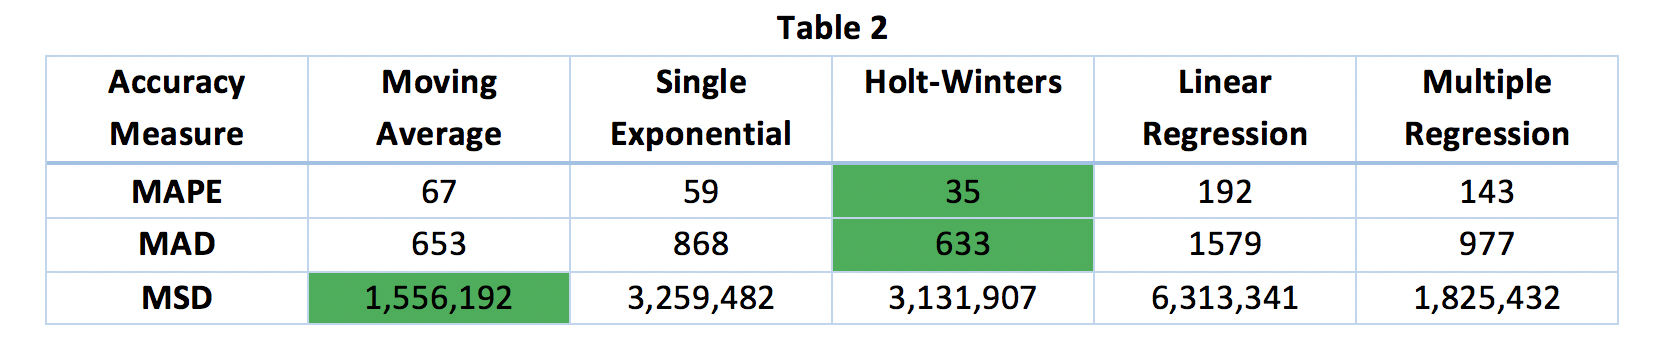 Table 2
Accuracy Measure Moving Average Single Exponential Holt-Winters Linear Regression Multiple Regression
MAPE 67 59 35 192 143
MAD 653 868 633 1579 977
MSD 1,556,192 3,259,482 3,131,907 6,313,341 1,825,432